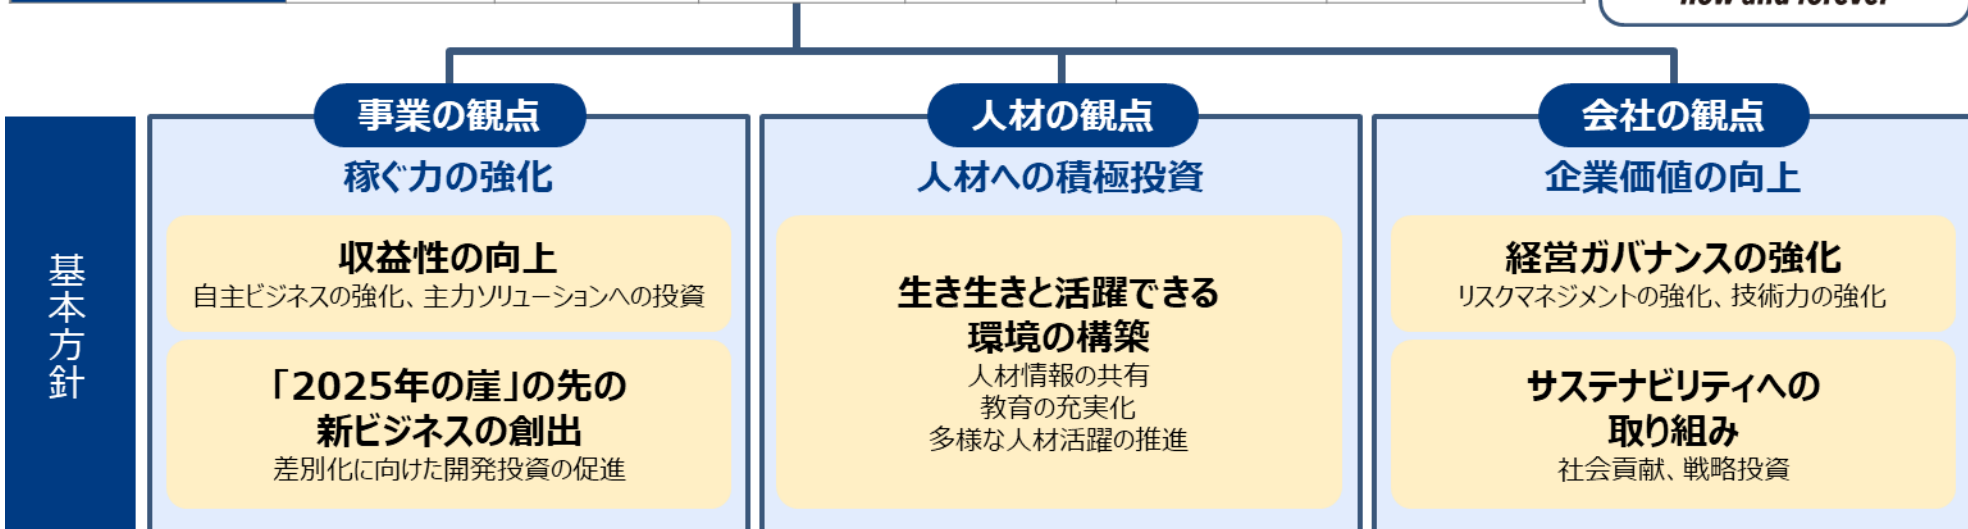 now and forever
事業の観点
人材の観点
会社の観点
稼ぐ力の強化
人材への積極投資
企業価値の向上
基本方針
収益性の向上
自主ビジネスの強化、主力ソリューションへの投資
「2025年の崖」の先の
新ビジネスの創出
差別化に向けた開発投資の促進
生き生きと活躍できる
環境の構築
人材情報の共有
教育の充実化
多様な人材活躍の推進
経営ガバナンスの強化
リスクマネジメントの強化、技術力の強化
サステナビリティへの
取り組み
社会貢献、戦略投資